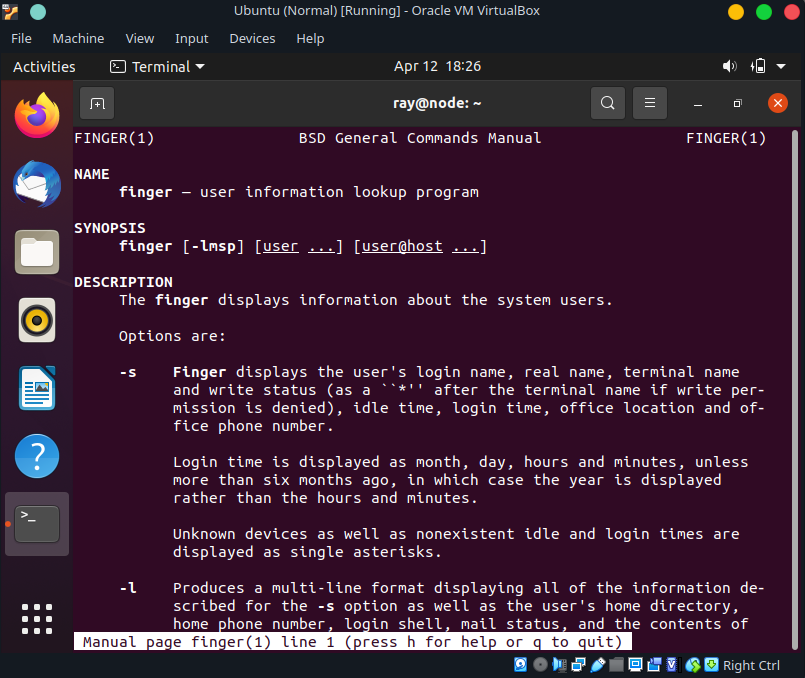 Ubuntu (Normal) [Running] - Oracle VM VirtualBox
File Machine View Input Devices Help
Activities Terminal Apr 12 18:26
ray@node: ~
FINGER(1) BSD General Commands Manual FINGER(1)
NAME
finger — user information lookup program
SYNOPSIS
finger [-lmsp] [user ...] [user@host ...]
DESCRIPTION
The finger displays information about the system users.
Options are:
-s Finger displays the user's login name, real name, terminal name
and write status (as a ``*'' after the terminal name if write per-
mission is denied), idle time, login time, office location and of-
fice phone number.
Login time is displayed as month, day, hours and minutes, unless
more than six months ago, in which case the year is displayed
rather than the hours and minutes.
Unknown devices as well as nonexistent idle and login times are
displayed as single asterisks.
-l Produces a multi-line format displaying all of the information de-
scribed for the -s option as well as the user's home directory,
home phone number, login shell, mail status, and the contents of
Manual page finger(1) line 1 (press h for help or q to quit)
Right Ctrl